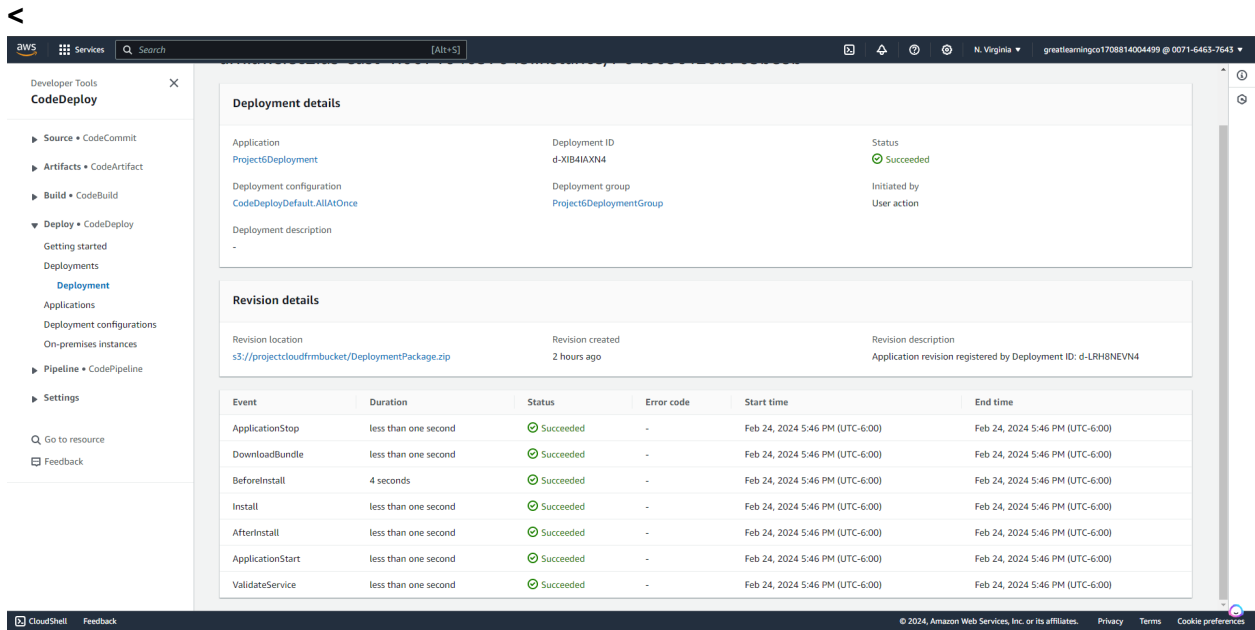 <
aws Services Search [Alt+S] N. Virginia greatlearningco1708814004499 @ 0071-6463-7643
Developer Tools
CodeDeploy
Source • CodeCommit
Artifacts • CodeArtifact
Build • CodeBuild
Deploy • CodeDeploy
Getting started
Deployments
Deployment
Applications
Deployment configurations
On-premises instances
Pipeline • CodePipeline
Settings
Go to resource
Feedback
Deployment details
Application Deployment ID Status
Project6Deployment d-XIB4IAXN4 Succeeded
Deployment configuration Deployment group Initiated by
CodeDeployDefault.AllAtOnce Project6DeploymentGroup User action
Deployment description
-
Revision details
Revision location Revision created Revision description
s3://projectcloudfrmbucket/DeploymentPackage.zip 2 hours ago Application revision registered by Deployment ID: d-LRH8NEVN4
Event Duration Status Error code Start time End time
ApplicationStop less than one second Succeeded - Feb 24, 2024 5:46 PM (UTC-6:00) Feb 24, 2024 5:46 PM (UTC-6:00)
DownloadBundle less than one second Succeeded - Feb 24, 2024 5:46 PM (UTC-6:00) Feb 24, 2024 5:46 PM (UTC-6:00)
BeforeInstall 4 seconds Succeeded - Feb 24, 2024 5:46 PM (UTC-6:00) Feb 24, 2024 5:46 PM (UTC-6:00)
Install less than one second Succeeded - Feb 24, 2024 5:46 PM (UTC-6:00) Feb 24, 2024 5:46 PM (UTC-6:00)
AfterInstall less than one second Succeeded - Feb 24, 2024 5:46 PM (UTC-6:00) Feb 24, 2024 5:46 PM (UTC-6:00)
ApplicationStart less than one second Succeeded - Feb 24, 2024 5:46 PM (UTC-6:00) Feb 24, 2024 5:46 PM (UTC-6:00)
ValidateService less than one second Succeeded - Feb 24, 2024 5:46 PM (UTC-6:00) Feb 24, 2024 5:46 PM (UTC-6:00)
CloudShell Feedback © 2024, Amazon Web Services, Inc. or its affiliates. Privacy Terms Cookie preferences